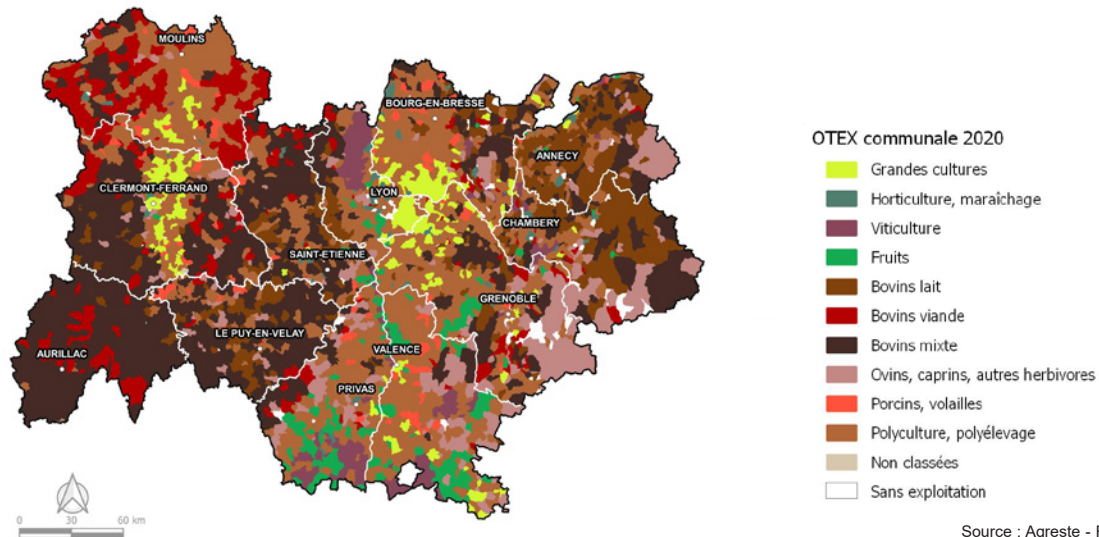 MOULINS
BOURG-EN-BRESSE
ANNECY
CLERMONT-FERRAND
LYON
CHAMBERY
SAINT-ETIENNE
GRENOBLE
LE PUY-EN-VELAY
VALENCE
AURILLAC
PRIVAS
0 30 60 km
OTEX communale 2020
Grandes cultures
Horticulture, maraîchage
Viticulture
Fruits
Bovins lait
Bovins viande
Bovins mixte
Ovins, caprins, autres herbivores
Porcins, volailles
Polyculture, polyélevage
Non classées
Sans exploitation
Source : Agreste -